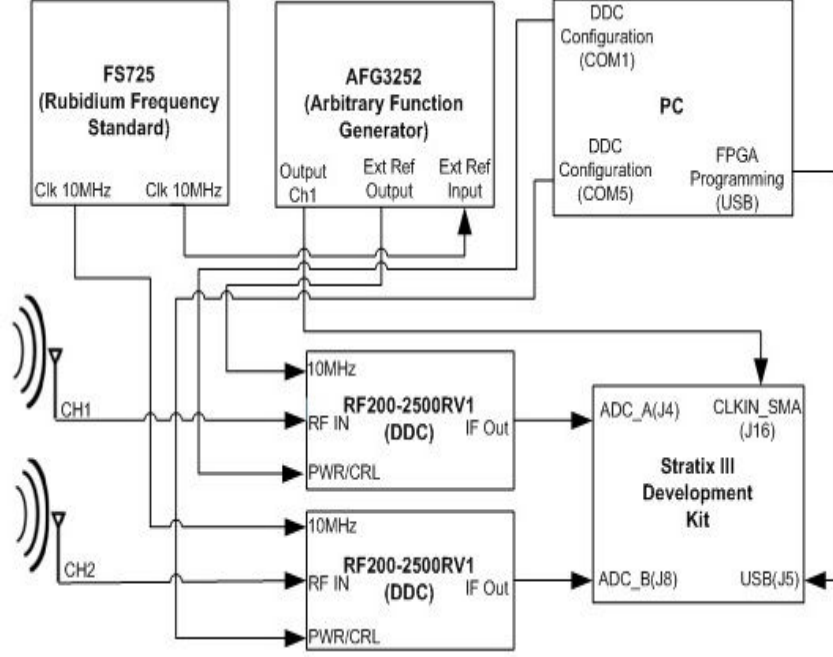 FS725
(Rubidium Frequency
Standard)
Clk 10MHz
Clk 10MHz
AFG3252
(Arbitrary Function
Generator)
Output
Ch1
Ext Ref
Output
Ext Ref
Input
DDC
Configuration
(COM1)
PC
DDC
Configuration
(COM5)
FPGA
Programming
(USB)
CH1
10MHz
RF200-2500RV1
(DDC)
RF IN
IF Out
PWR/CRL
ADC_A(J4)
CLKIN_SMA
(J16)
Stratix III
Development
Kit
ADC_B(J8)
USB(J5)
CH2
10MHz
RF200-2500RV1
(DDC)
RF IN
IF Out
PWR/CRL